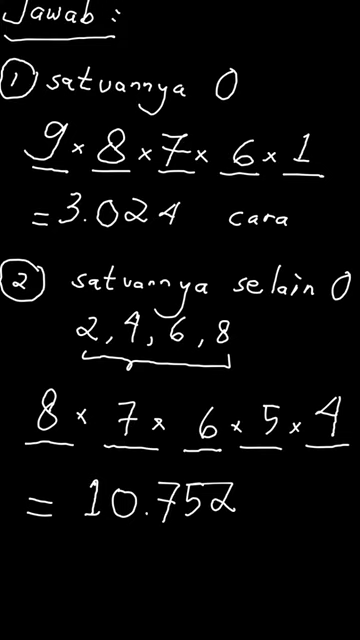 Jawab :
1 satuannya 0
9 × 8 × 7 × 6 × 1
= 3.024 cara
2 satuannya selain 0
2, 4, 6, 8
8 × 7 × 6 × 5 × 4
= 10.752